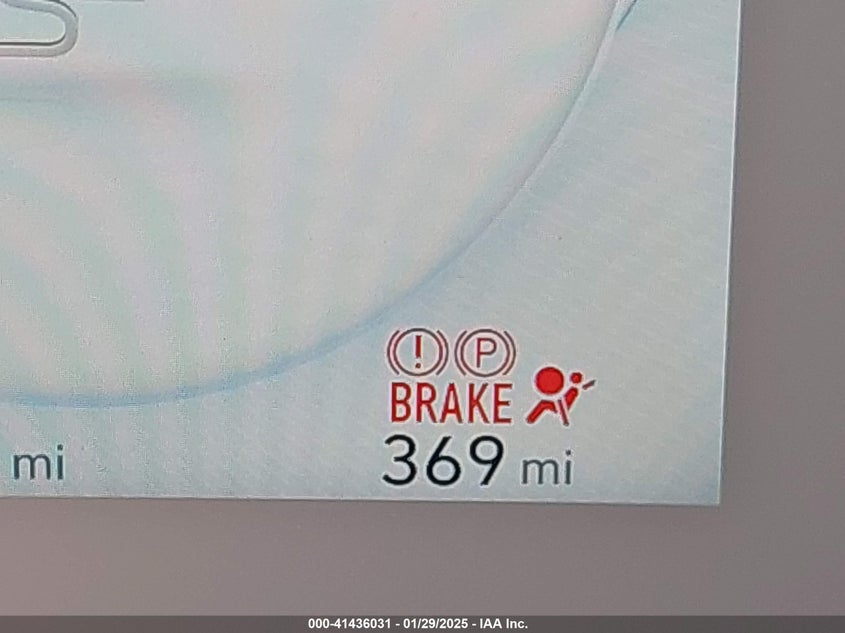 (!) (P)
BRAKE
mi
369 mi
000-41436031 - 01/29/2025 - IAA Inc.